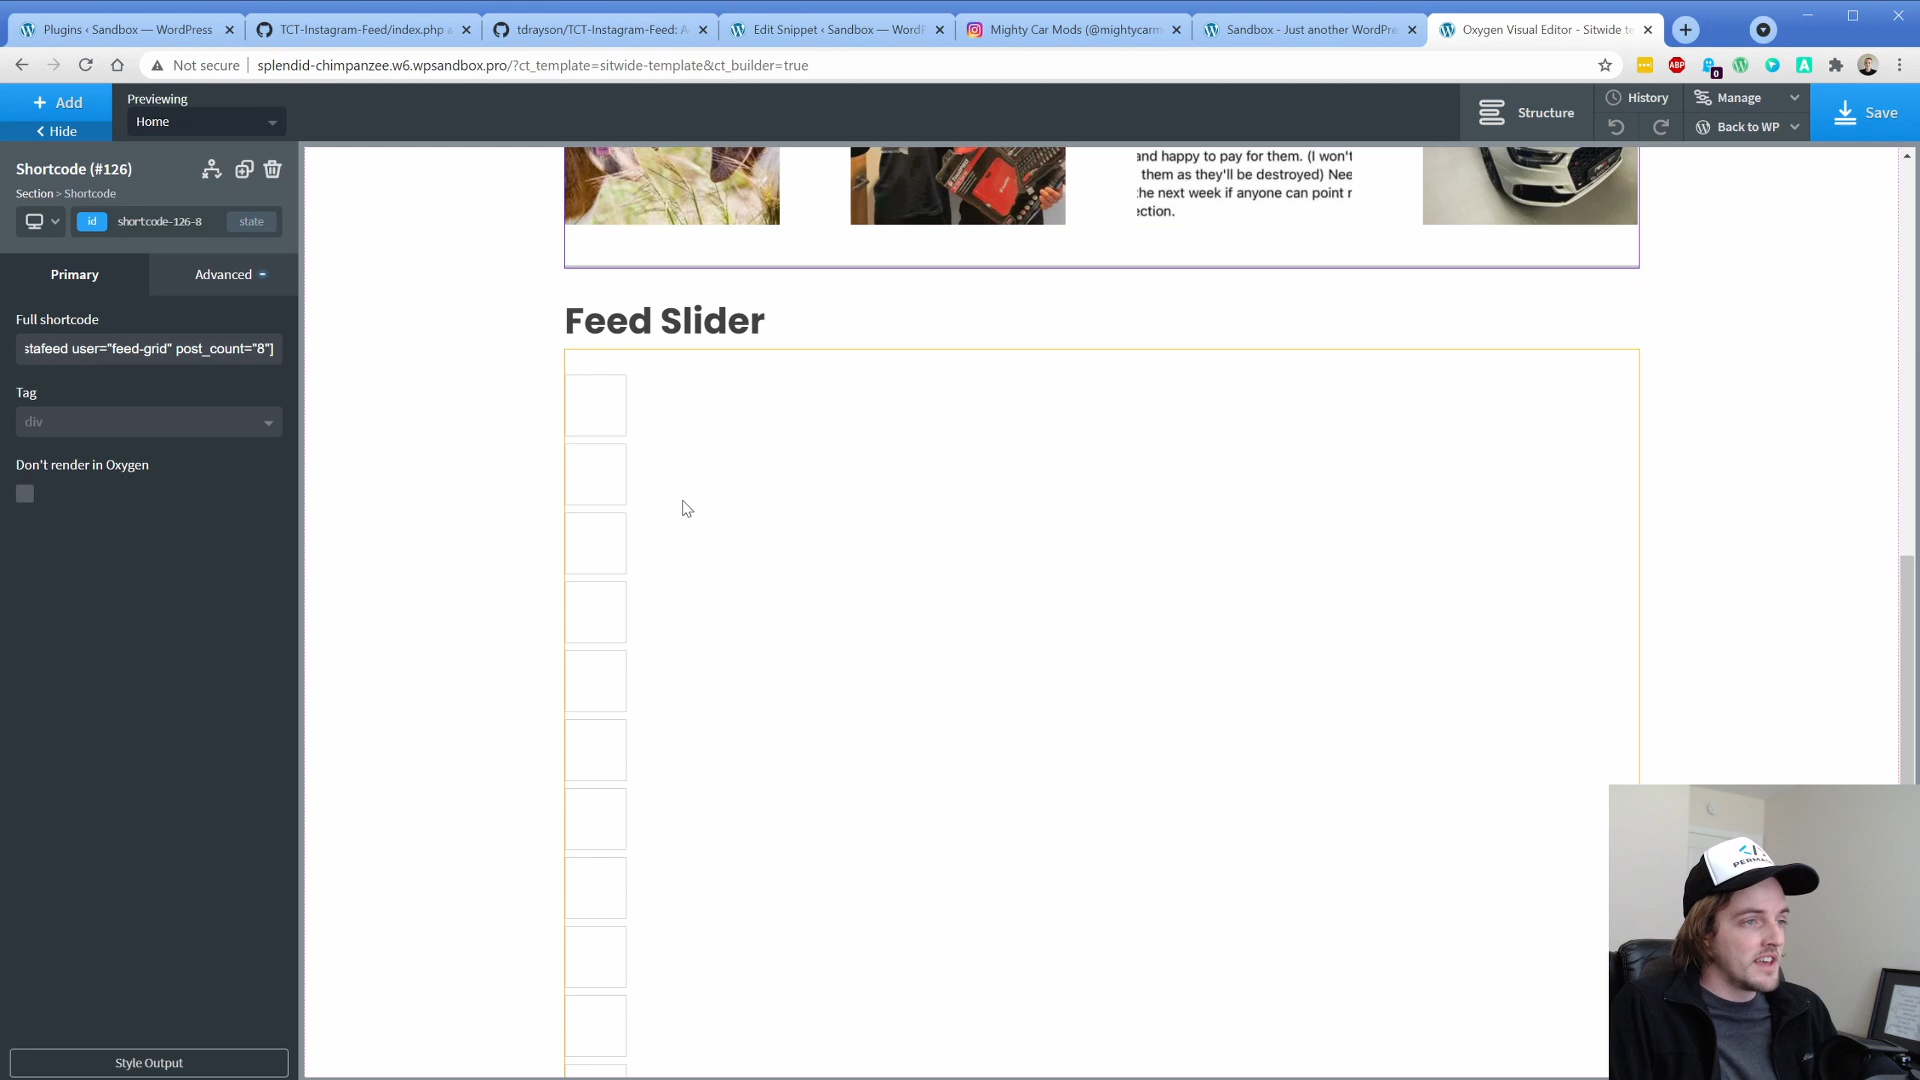 Plugins ‹ Sandbox — WordPress
TCT-Instagram-Feed/index.php a
tdrayson/TCT-Instagram-Feed: A
Edit Snippet ‹ Sandbox — WordP
Mighty Car Mods (@mightycarm
Sandbox - Just another WordPre
Oxygen Visual Editor - Sitwide te
Not secure
splendid-chimpanzee.w6.wpsandbox.pro/?ct_template=sitwide-template&ct_builder=true
ABP
0
A
+ Add
Hide
Previewing
Home
Structure
History
Manage
Back to WP
Save
Shortcode (#126)
Section > Shortcode
id
shortcode-126-8
state
Primary
Advanced
Full shortcode
stafeed user="feed-grid" post_count="8"]
Tag
div
Don't render in Oxygen
Style Output
and happy to pay for them. (I won't
them as they'll be destroyed) Nee
the next week if anyone can point r
ection.
Feed Slider